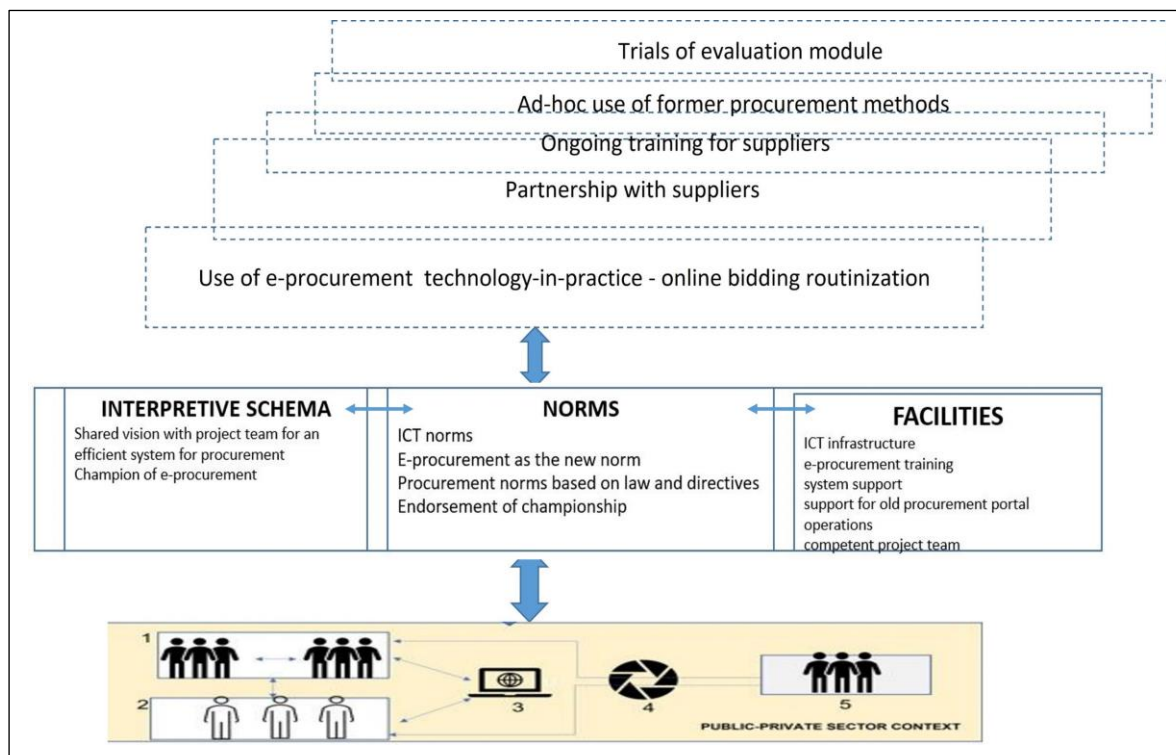 Trials of evaluation module
Ad-hoc use of former procurement methods
Ongoing training for suppliers
Partnership with suppliers
Use of e-procurement technology-in-practice - online bidding routinization
INTERPRETIVE SCHEMA
Shared vision with project team for an
efficient system for procurement
Champion of e-procurement
NORMS
ICT norms
E-procurement as the new norm
Procurement norms based on law and directives
Endorsement of championship
FACILITIES
ICT infrastructure
e-procurement training
system support
support for old procurement portal
operations
competent project team
1
2
3
4
5
PUBLIC-PRIVATE SECTOR CONTEXT